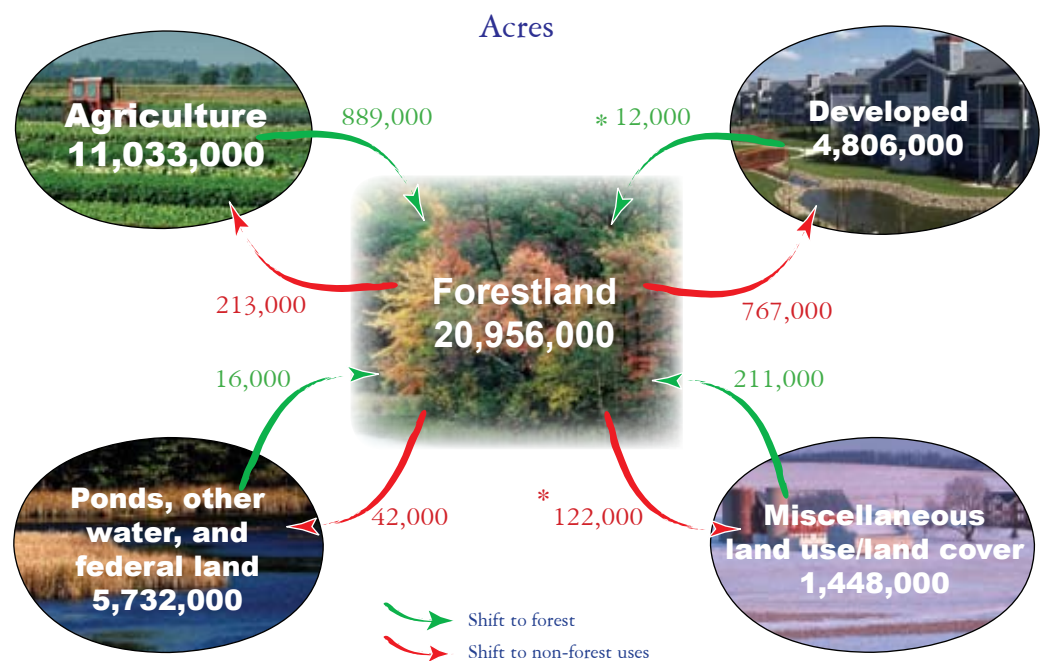 Acres
Agriculture
11,033,000
889,000
* 12,000
Developed
4,806,000
213,000
Forestland
20,956,000
767,000
16,000
211,000
Ponds, other
water, and
federal land
5,732,000
42,000
*
122,000
Miscellaneous
land use/land cover
1,448,000
Shift to forest
Shift to non-forest uses